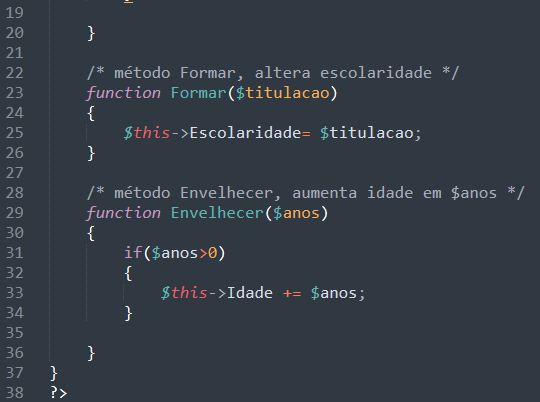 19
20 }
21
22 /* método Formar, altera escolaridade */
23 function Formar($titulacao)
24 {
25 $this->Escolaridade= $titulacao;
26 }
27
28 /* método Envelhecer, aumenta idade em $anos */
29 function Envelhecer($anos)
30 {
31 if($anos>0)
32 {
33 $this->Idade += $anos;
34 }
35
36 }
37 }
38 ?>